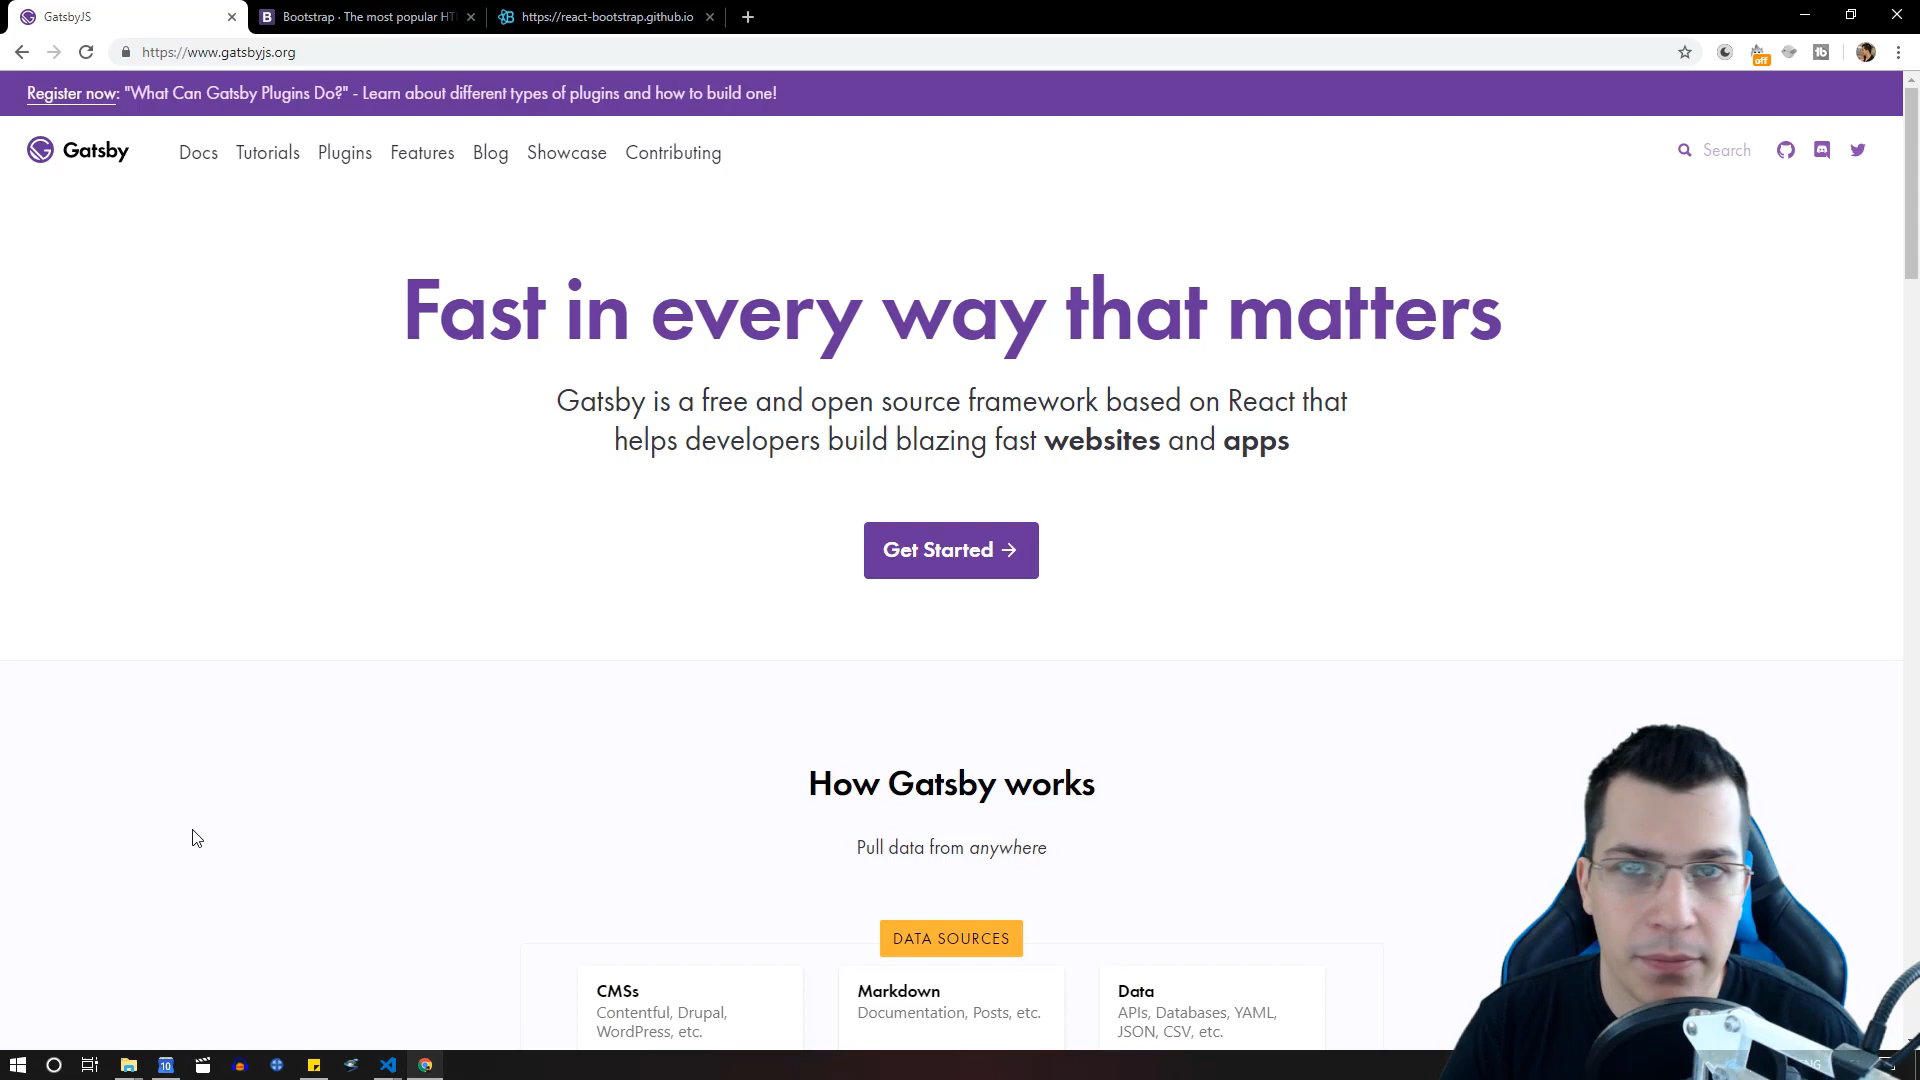 GatsbyJS
Bootstrap · The most popular HT
https://react-bootstrap.github.io
https://www.gatsbyjs.org
off
Register now: "What Can Gatsby Plugins Do?" - Learn about different types of plugins and how to build one!
Gatsby
Docs Tutorials Plugins Features Blog Showcase Contributing
Search
Fast in every way that matters
Gatsby is a free and open source framework based on React that
helps developers build blazing fast websites and apps
Get Started →
How Gatsby works
Pull data from anywhere
DATA SOURCES
CMSs
Contentful, Drupal,
WordPress, etc.
Markdown
Documentation, Posts, etc.
Data
APIs, Databases, YAML,
JSON, CSV, etc.
10